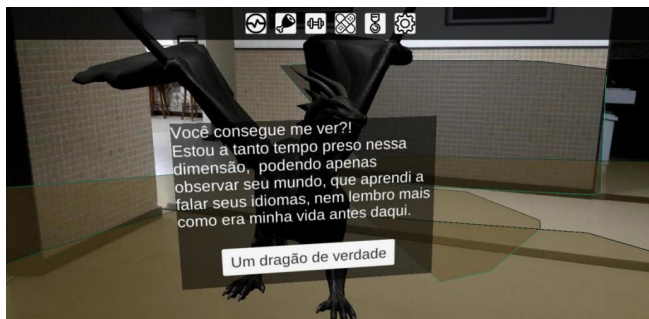 Você consegue me ver?!
Estou a tanto tempo preso nessa
dimensão, podendo apenas
observar seu mundo, que aprendi a
falar seus idiomas, nem lembro mais
como era minha vida antes daqui.
Um dragão de verdade